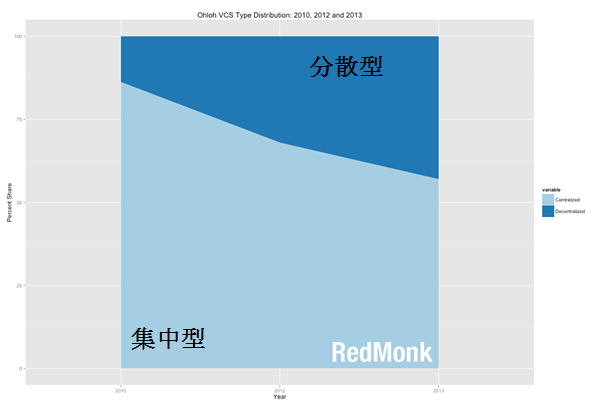 Ohloh VCS Type Distribution: 2010, 2012 and 2013
100
75
50
25
0
Percent Share
分散型
集中型
RedMonk
2010
2012
2013
Year
variable
Centralized
Decentralized